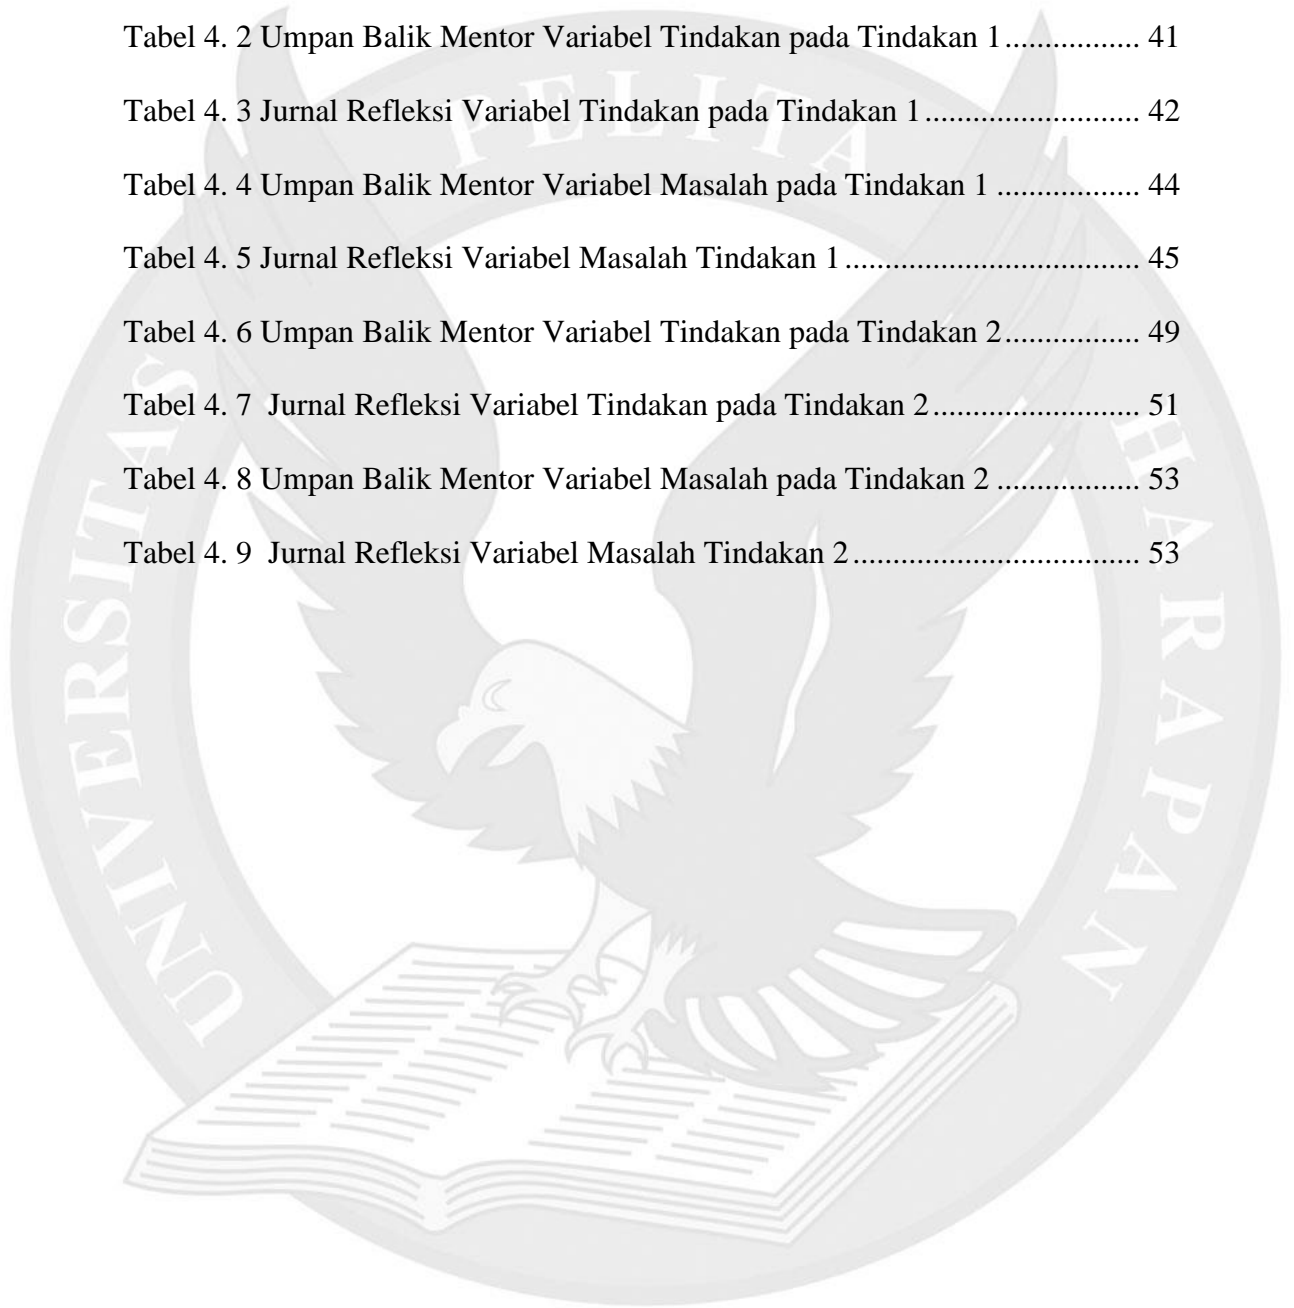 Tabel 4. 2 Umpan Balik Mentor Variabel Tindakan pada Tindakan 1................. 41
Tabel 4. 3 Jurnal Refleksi Variabel Tindakan pada Tindakan 1........................... 42
Tabel 4. 4 Umpan Balik Mentor Variabel Masalah pada Tindakan 1 .................. 44
Tabel 4. 5 Jurnal Refleksi Variabel Masalah Tindakan 1..................................... 45
Tabel 4. 6 Umpan Balik Mentor Variabel Tindakan pada Tindakan 2................. 49
Tabel 4. 7  Jurnal Refleksi Variabel Tindakan pada Tindakan 2.......................... 51
Tabel 4. 8 Umpan Balik Mentor Variabel Masalah pada Tindakan 2 .................. 53
Tabel 4. 9  Jurnal Refleksi Variabel Masalah Tindakan 2.................................... 53
UNIVERSITAS PELITA HARAPAN